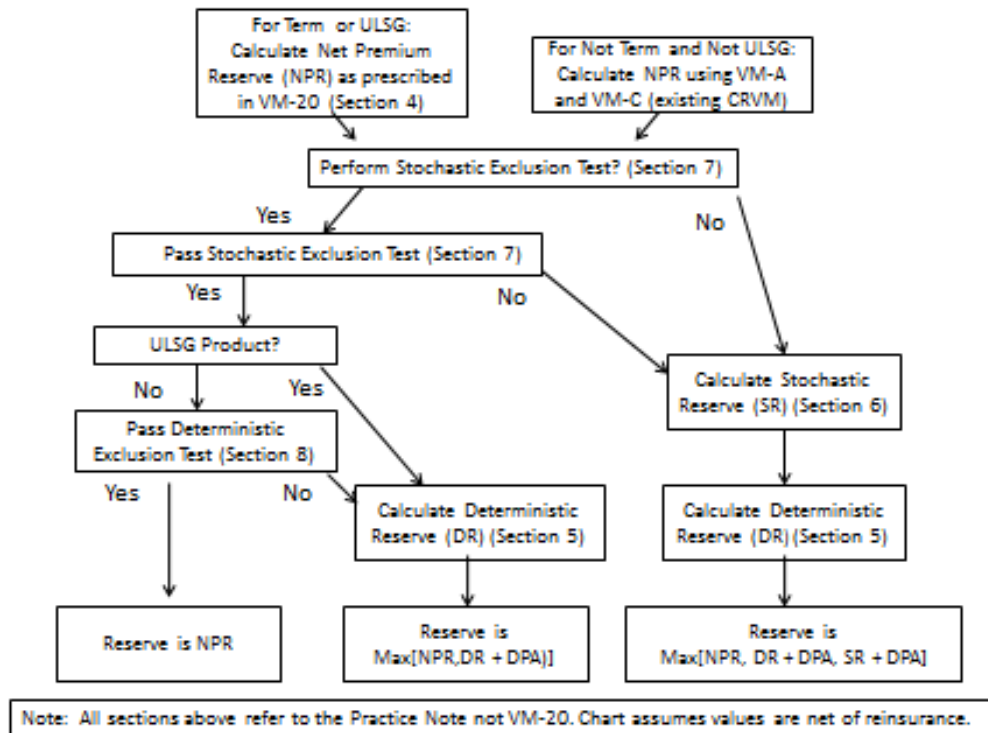 For Term or ULSG:
Calculate Net Premium
Reserve (NPR) as prescribed
in VM-20 (Section 4)
For Not Term and Not ULSG:
Calculate NPR using VM-A
and VM-C (existing CRVM)
Perform Stochastic Exclusion Test? (Section 7)
Yes
No
Pass Stochastic Exclusion Test (Section 7)
Yes
No
ULSG Product?
No
Yes
Calculate Stochastic
Reserve (SR) (Section 6)
Pass Deterministic
Exclusion Test (Section 8)
Yes
No
Calculate Deterministic
Reserve (DR) (Section 5)
Calculate Deterministic
Reserve (DR) (Section 5)
Reserve is NPR
Reserve is
Max[NPR,DR + DPA)]
Reserve is
Max[NPR, DR + DPA, SR + DPA]
Note: All sections above refer to the Practice Note not VM-20. Chart assumes values are net of reinsurance.